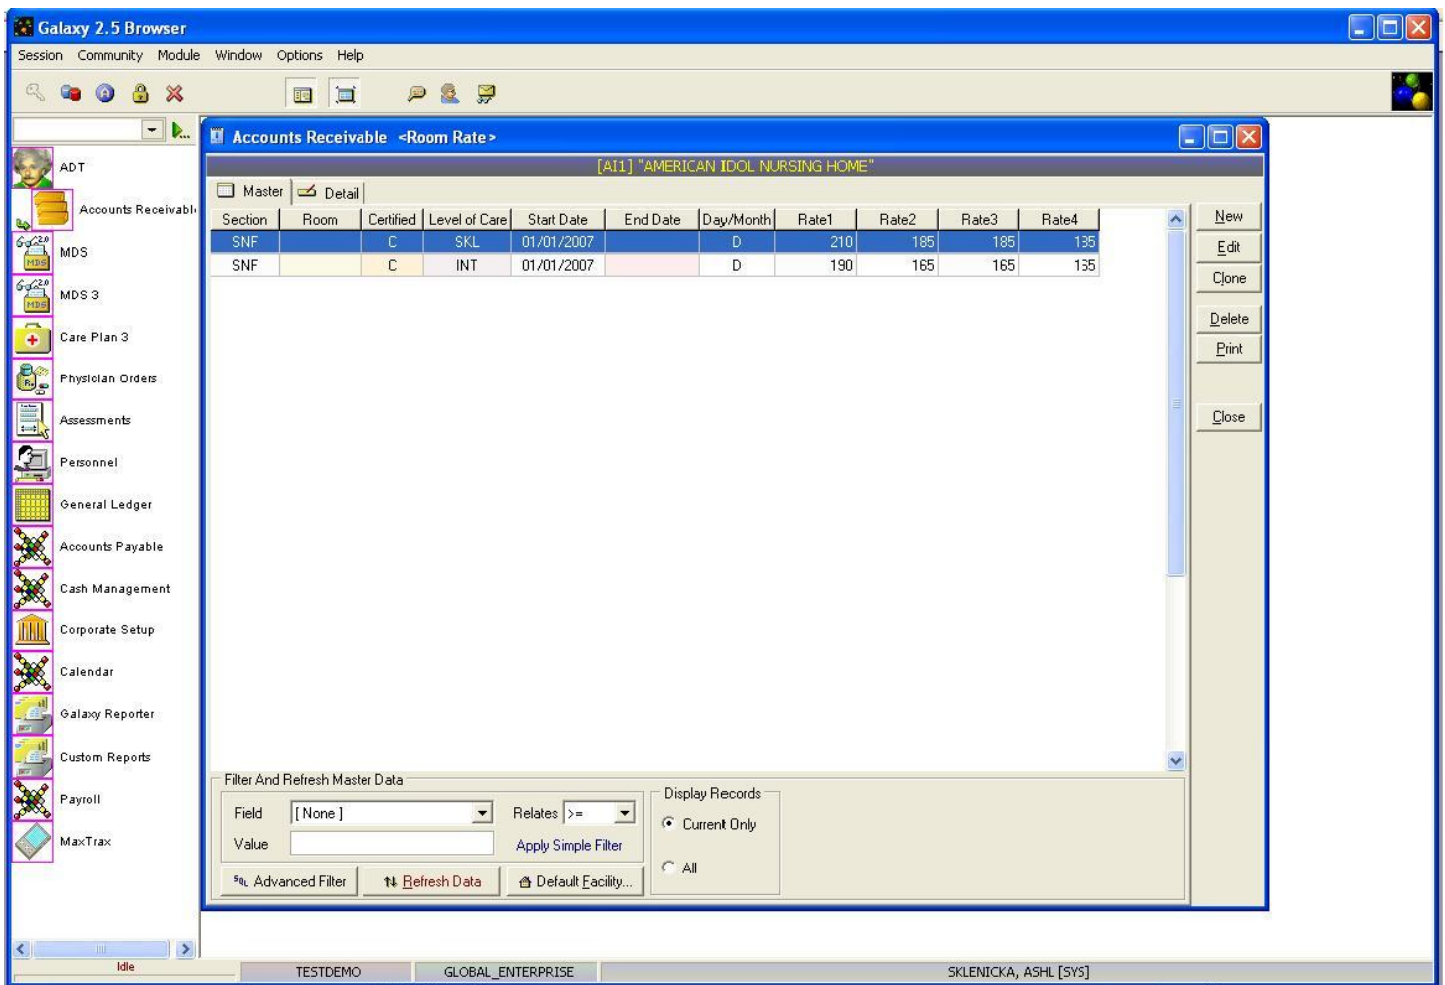 Galaxy 2.5 Browser
Session Community Module Window Options Help
Accounts Receivable <Room Rate>
[AI1] "AMERICAN IDOL NURSING HOME"
Master Detail
Section Room Certified Level of Care Start Date End Date Day/Month Rate1 Rate2 Rate3 Rate4
SNF C SKL 01/01/2007 D 210 185 185
SNF C INT 01/01/2007 D 190 165 165
New
Edit
Clone
Delete
Print
Close
ADT
Accounts Receivabl
MDS
MDS 3
Care Plan 3
Physician Orders
Assessments
Personnel
General Ledger
Accounts Payable
Cash Management
Corporate Setup
Calendar
Galaxy Reporter
Custom Reports
Payroll
MaxTrax
Filter And Refresh Master Data
Field [ None ] Relates >=
Value Apply Simple Filter
SQL Advanced Filter Refresh Data Default Facility...
Display Records
Current Only
All
Idle TESTDEMO GLOBAL_ENTERPRISE SKLENICKA, ASHL [SYS]